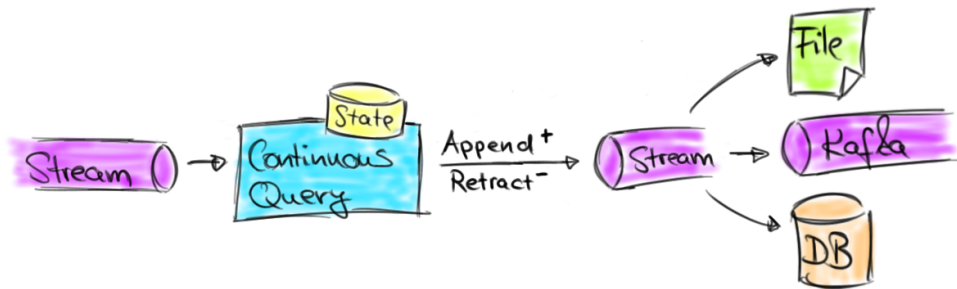 Stream
State
Continuous
Query
Append+
Retract-
Stream
File
Kafka
DB